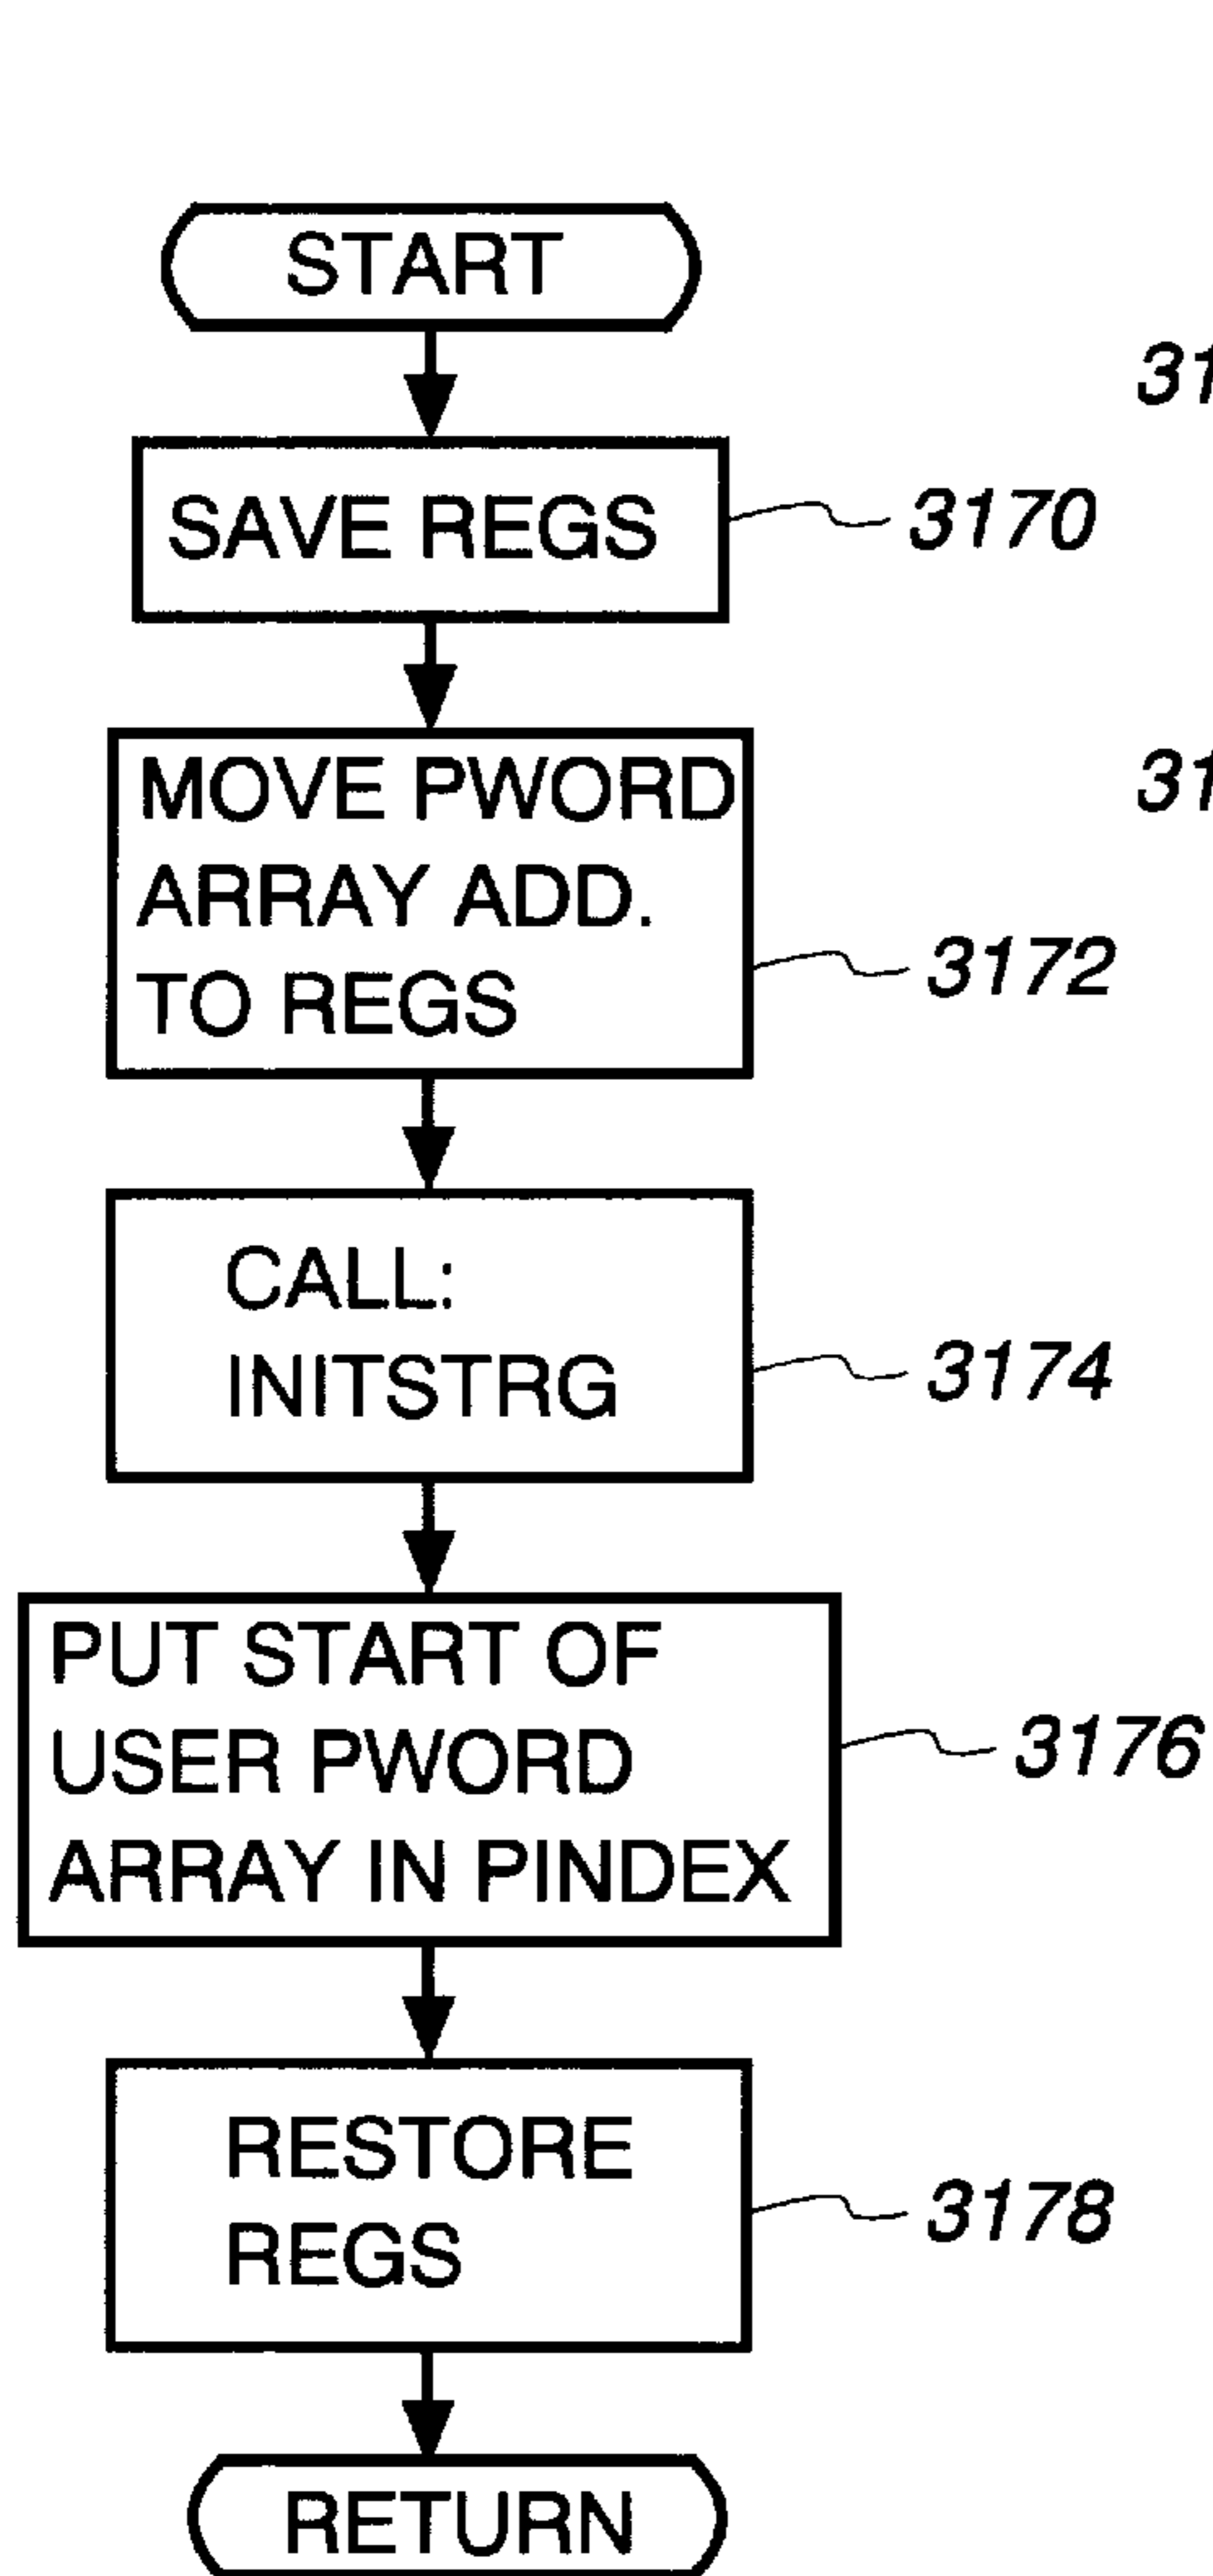 START
SAVE REGS
3170
MOVE PWORD
ARRAY ADD.
TO REGS
3172
CALL:
INITSTRG
3174
PUT START OF
USER PWORD
ARRAY IN PINDEX
3176
RESTORE
REGS
3178
RETURN